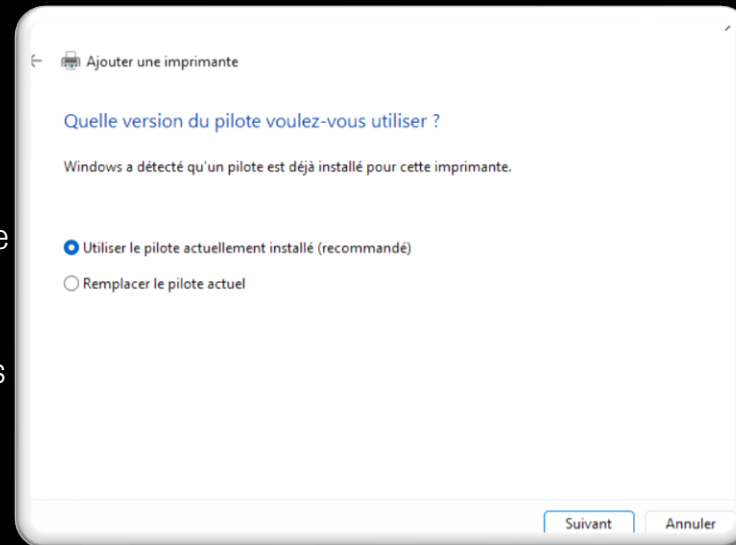 Ajouter une imprimante
Quelle version du pilote voulez-vous utiliser ?
Windows a détecté qu'un pilote est déjà installé pour cette imprimante.
e
Utiliser le pilote actuellement installé (recommandé)
Remplacer le pilote actuel
s
Suivant
Annuler